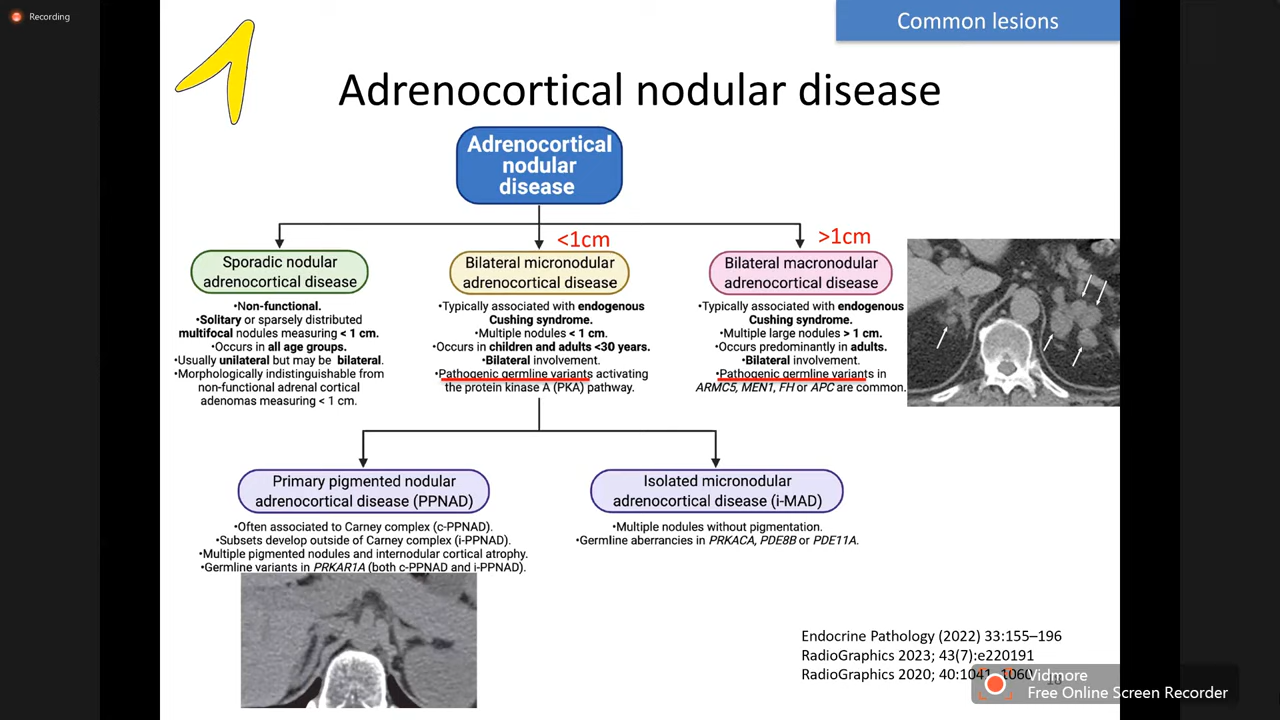 Recording
Common lesions
Adrenocortical nodular disease
Adrenocortical
nodular
disease
<1cm
>1cm
Sporadic nodular
adrenocortical disease
•Non-functional.
•Solitary or sparsely distributed
multifocal nodules measuring < 1 cm.
•Occurs in all age groups.
•Usually unilateral but may be bilateral.
•Morphologically indistinguishable from
non-functional adrenal cortical
adenomas measuring < 1 cm.
Bilateral micronodular
adrenocortical disease
•Typically associated with endogenous
Cushing syndrome.
•Multiple nodules < 1 cm.
•Occurs in children and adults <30 years.
•Bilateral involvement.
•Pathogenic germline variants activating
the protein kinase A (PKA) pathway.
Bilateral macronodular
adrenocortical disease
•Typically associated with endogenous
Cushing syndrome.
•Multiple large nodules > 1 cm.
•Occurs predominantly in adults.
•Bilateral involvement.
•Pathogenic germline variants in
ARMC5, MEN1, FH or APC are common.
Primary pigmented nodular
adrenocortical disease (PPNAD)
•Often associated to Carney complex (c-PPNAD).
•Subsets develop outside of Carney complex (i-PPNAD).
•Multiple pigmented nodules and internodular cortical atrophy.
•Germline variants in PRKAR1A (both c-PPNAD and i-PPNAD).
Isolated micronodular
adrenocortical disease (i-MAD)
•Multiple nodules without pigmentation.
•Germline aberrancies in PRKACA, PDE8B or PDE11A.
Endocrine Pathology (2022) 33:155–196
RadioGraphics 2023; 43(7):e220191
RadioGraphics 2020; 40:1041–1060
Vidmore
Free Online Screen Recorder